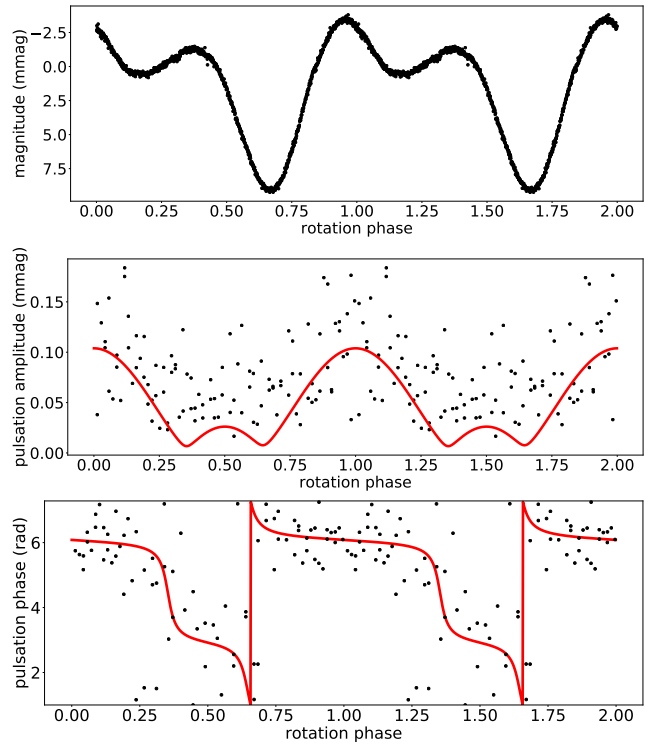 magnitude (mmag)
−2.5
0.0
2.5
5.0
7.5
0.00 0.25 0.50 0.75 1.00 1.25 1.50 1.75 2.00
rotation phase
pulsation amplitude (mmag)
0.15
0.10
0.05
0.00
0.00 0.25 0.50 0.75 1.00 1.25 1.50 1.75 2.00
rotation phase
pulsation phase (rad)
6
4
2
0.00 0.25 0.50 0.75 1.00 1.25 1.50 1.75 2.00
rotation phase